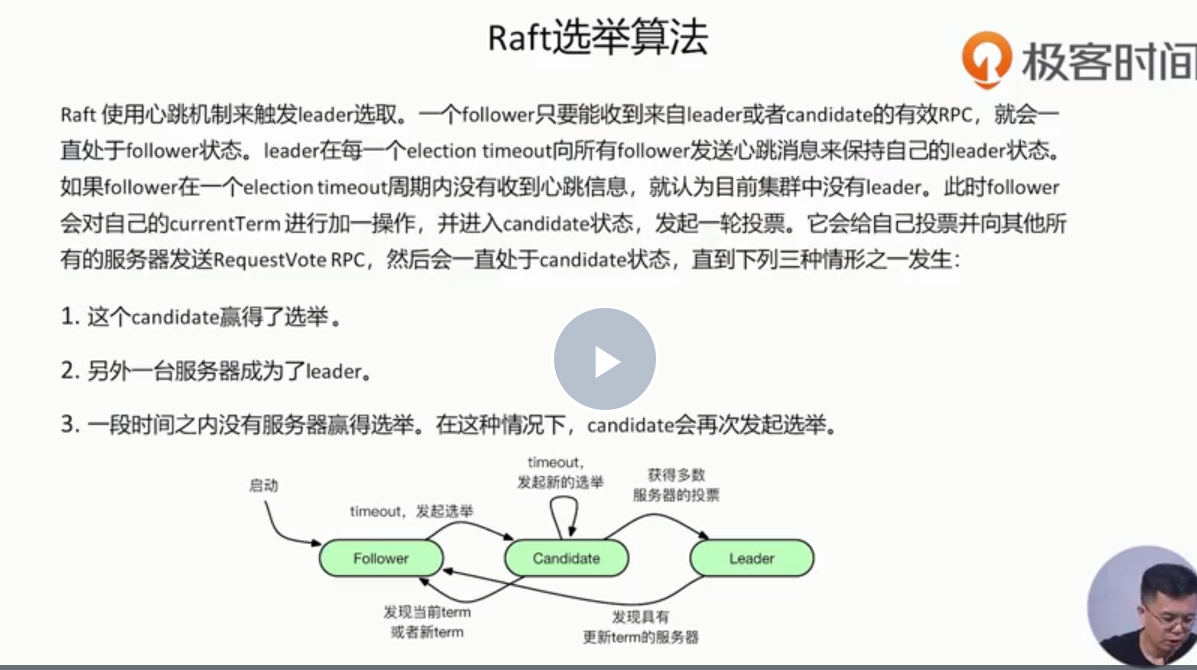 Raft选举算法
极客时间
Raft 使用心跳机制来触发leader选取。一个follower只要能收到来自leader或者candidate的有效RPC，就会一
直处于follower状态。leader在每一个election timeout向所有follower发送心跳消息来保持自己的leader状态。
如果follower在一个election timeout周期内没有收到心跳信息，就认为目前集群中没有leader。此时follower
会对自己的currentTerm 进行加一操作，并进入candidate状态，发起一轮投票。它会给自己投票并向其他所
有的服务器发送RequestVote RPC，然后会一直处于candidate状态，直到下列三种情形之一发生：
1. 这个candidate赢得了选举。
2. 另外一台服务器成为了leader。
3. 一段时间之内没有服务器赢得选举。在这种情况下，candidate会再次发起选举。
启动
timeout，发起选举
timeout，
发起新的选举
获得多数
服务器的投票
Follower
Candidate
Leader
发现当前term
或者新term
发现具有
更新term的服务器